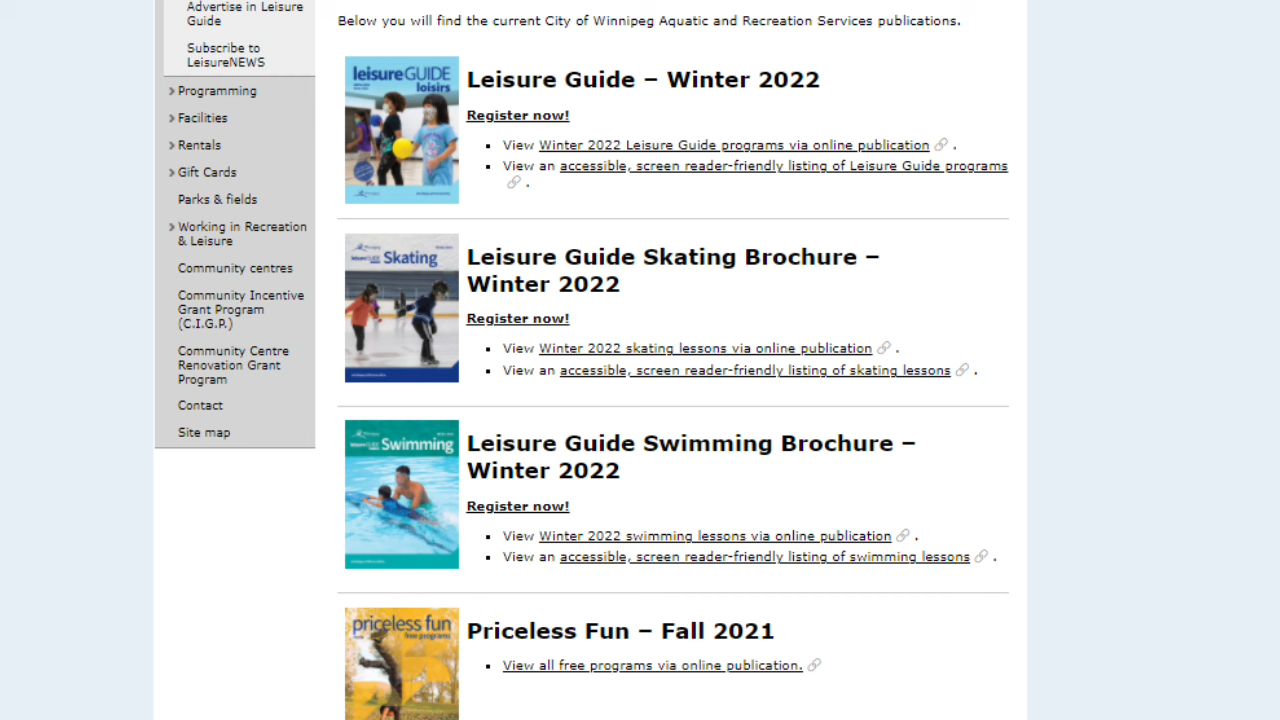 Advertise in Leisure
Guide
Subscribe to
LeisureNEWS
Programming
Facilities
Rentals
Gift Cards
Parks & fields
Working in Recreation
& Leisure
Community centres
Community Incentive
Grant Program
(C.I.G.P.)
Community Centre
Renovation Grant
Program
Contact
Site map
Below you will find the current City of Winnipeg Aquatic and Recreation Services publications.
leisureGUIDE
loisirs
Leisure Guide – Winter 2022
Register now!
View Winter 2022 Leisure Guide programs via online publication .
View an accessible, screen reader-friendly listing of Leisure Guide programs
.
Skating
Leisure Guide Skating Brochure –
Winter 2022
Register now!
View Winter 2022 skating lessons via online publication .
View an accessible, screen reader-friendly listing of skating lessons .
leisureGUIDE Swimming
Leisure Guide Swimming Brochure –
Winter 2022
Register now!
View Winter 2022 swimming lessons via online publication .
View an accessible, screen reader-friendly listing of swimming lessons .
priceless fun
free programs
Priceless Fun – Fall 2021
View all free programs via online publication.